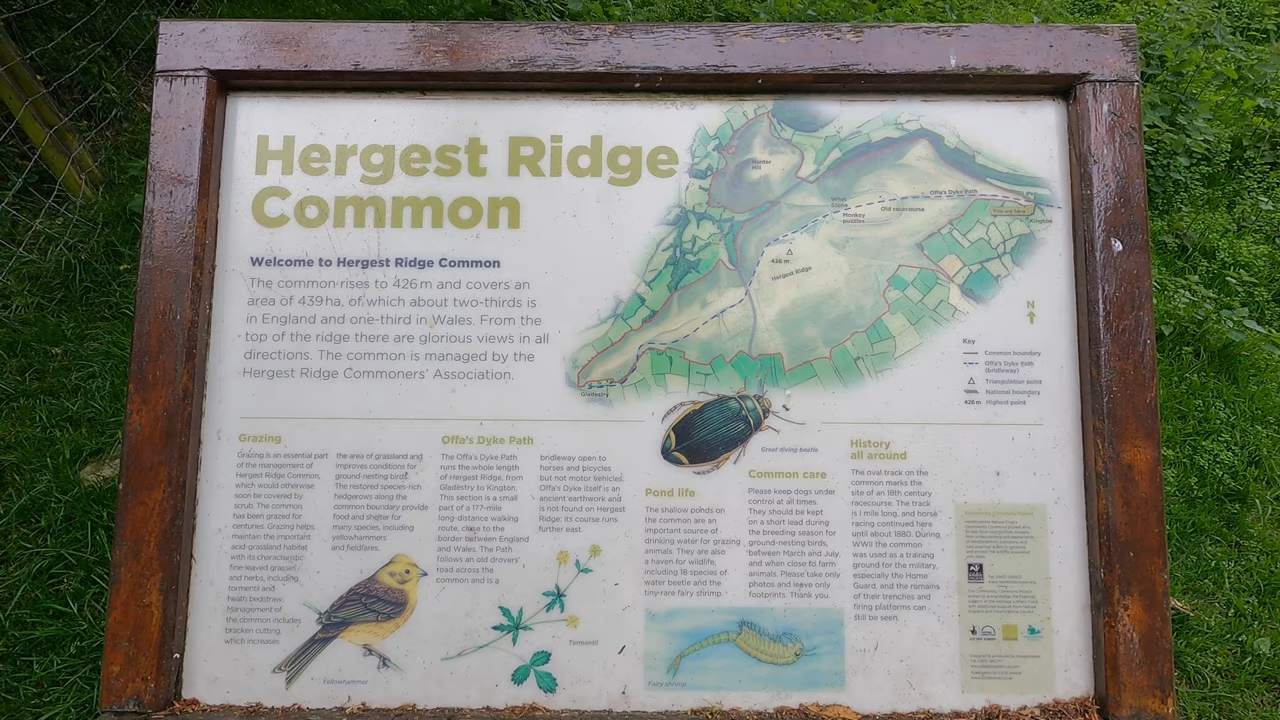 Hergest Ridge
Common
Welcome to Hergest Ridge Common
The common rises to 426 m and covers an
area of 439 ha, of which about two-thirds is
in England and one-third in Wales. From the
top of the ridge there are glorious views in all
directions. The common is managed by the
Hergest Ridge Commoners' Association.
Hanter
Hill
Whet
Stone
Monkey
puzzles
Old racecourse
Offa's Dyke Path
You are here
Kington
426 m
Hergest Ridge
Gladestry
N
Key
Common boundary
Offa's Dyke Path
(bridleway)
Triangulation point
National boundary
426 m Highest point
Grazing
Grazing is an essential part
of the management of
Hergest Ridge Common,
which would otherwise
soon be covered by
scrub. The common
has been grazed for
centuries. Grazing helps
maintain the important
acid-grassland habitat
with its characteristic
fine-leaved grasses
and herbs, including
tormentil and
heath bedstraw.
Management of
the common includes
bracken cutting,
which increases
the area of grassland and
improves conditions for
ground-nesting birds.
The restored species-rich
hedgerows along the
common boundary provide
food and shelter for
many species, including
yellowhammers
and fieldfares.
Yellowhammer
Offa's Dyke Path
The Offa's Dyke Path
runs the whole length
of Hergest Ridge, from
Gladestry to Kington.
This section is a small
part of a 177-mile
long-distance walking
route, close to the
border between England
and Wales. The Path
follows an old drovers'
road across the
common and is a
bridleway open to
horses and bicycles
but not motor vehicles.
Offa's Dyke itself is an
ancient earthwork and
is not found on Hergest
Ridge; its course runs
further east.
Tormentil
Great diving beetle
Pond life
The shallow ponds on
the common are an
important source of
drinking water for grazing
animals. They are also
a haven for wildlife,
including 18 species of
water beetle and the
tiny rare fairy shrimp.
Fairy shrimp
Common care
Please keep dogs under
control at all times.
They should be kept
on a short lead during
the breeding season for
ground-nesting birds,
between March and July,
and when close to farm
animals. Please take only
photos and leave only
footprints. Thank you.
History
all around
The oval track on the
common marks the
site of an 18th century
racecourse. The track
is 1 mile long, and horse
racing continued here
until about 1880. During
WWII the common
was used as a training
ground for the military,
especially the Home
Guard, and the remains
of their trenches and
firing platforms can
still be seen.
Community Commons Project